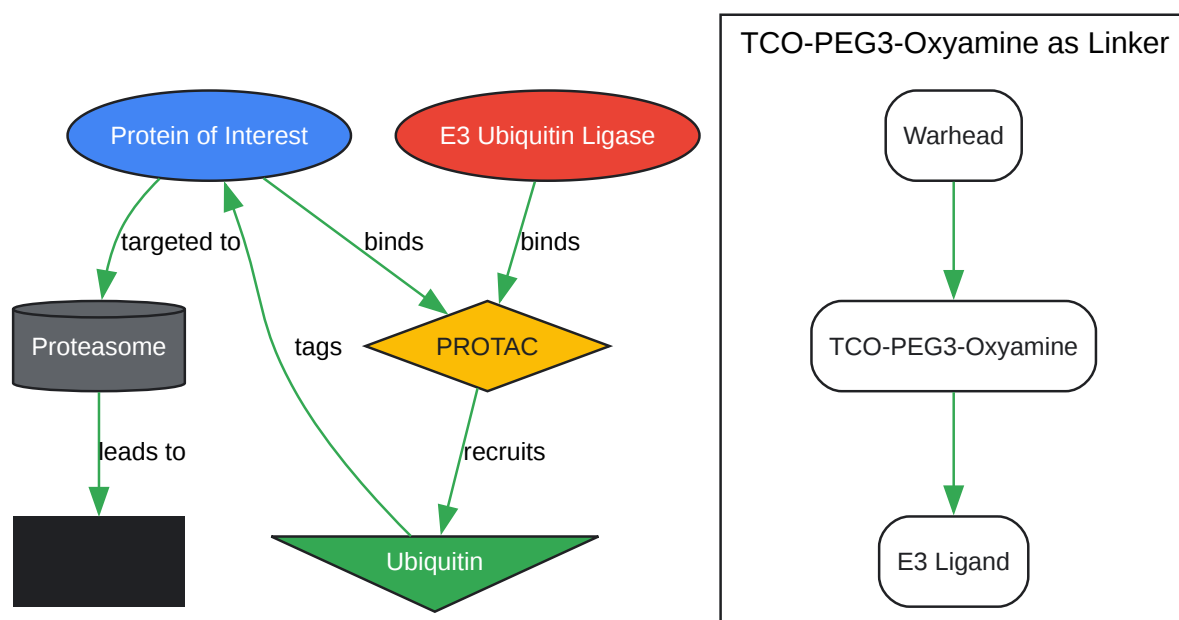 TCO-PEG3-Oxyamine as Linker
Protein of Interest
E3 Ubiquitin Ligase
Warhead
targeted to
binds
binds
Proteasome
tags
PROTAC
TCO-PEG3-Oxyamine
leads to
recruits
Ubiquitin
E3 Ligand